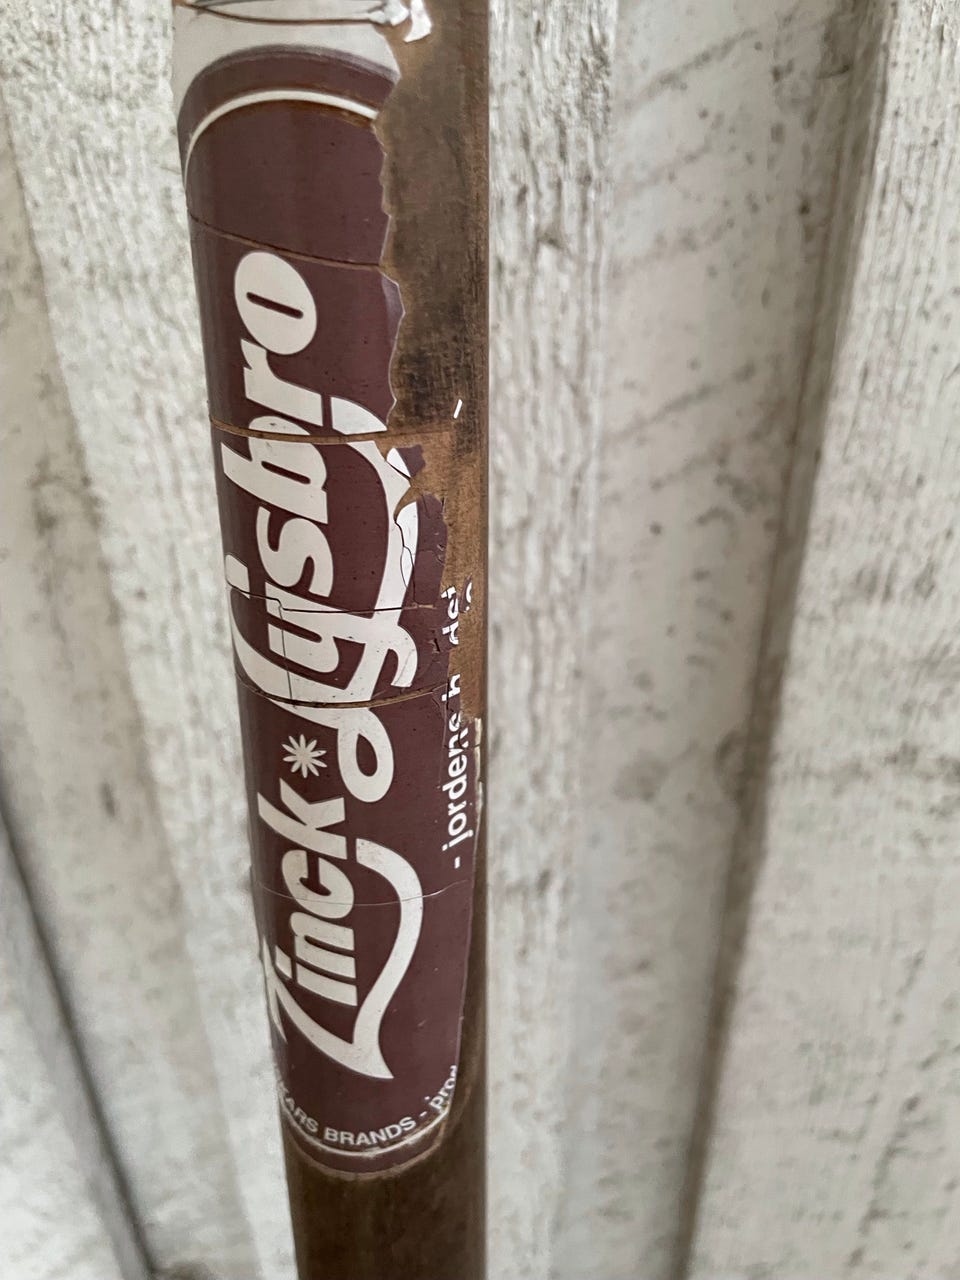 Zinck * Lysbro
- jordens
BRANDS -